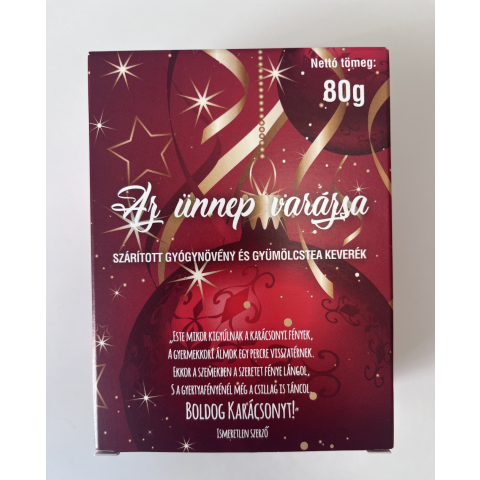 Nettó tömeg:
80g
Az ünnep varázsa
SZÁRÍTOTT GYÓGYNÖVÉNY ÉS GYÜMÖLCSTEA KEVERÉK
„ESTE MIKOR KIGYÚLNAK A KARÁCSONYI FÉNYEK,
A GYERMEKKORI ÁLMOK EGY PERCRE VISSZATÉRNEK.
EKKOR A SZEMEKBEN A SZERETET FÉNYE LÁNGOL,
S A GYERTYAFÉNYÉNÉL MÉG A CSILLAG IS TÁNCOL
BOLDOG KARÁCSONYT!"
ISMERETLEN SZERZŐ